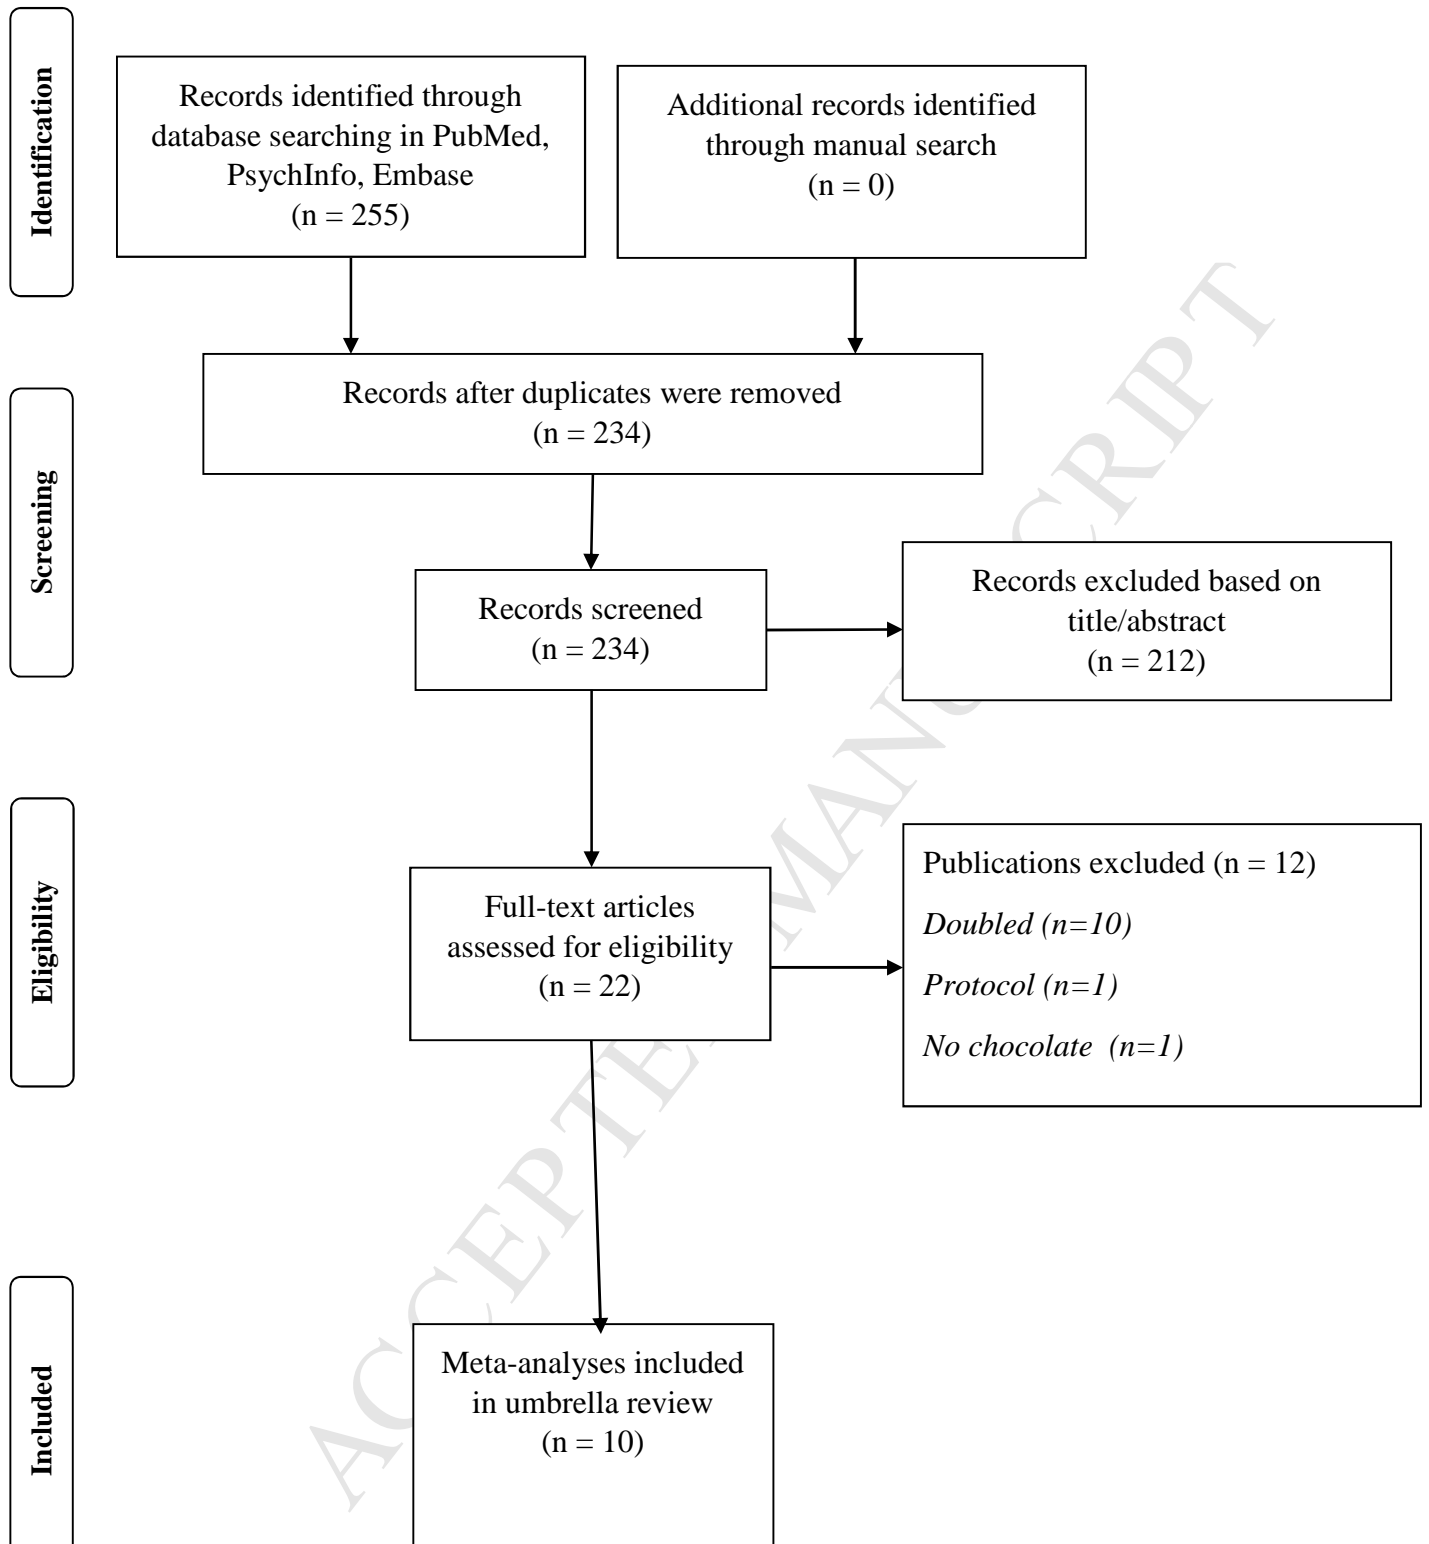 Identification
Records identified through
database searching in PubMed,
PsychInfo, Embase
(n = 255)
Additional records identified
through manual search
(n = 0)
Screening
Records after duplicates were removed
(n = 234)
Records screened
(n = 234)
Records excluded based on
title/abstract
(n = 212)
Eligibility
Full-text articles
assessed for eligibility
(n = 22)
Publications excluded (n = 12)
Doubled (n=10)
Protocol (n=1)
No chocolate (n=1)
Included
Meta-analyses included
in umbrella review
(n = 10)
ACCEPTED MANUSCRIPT